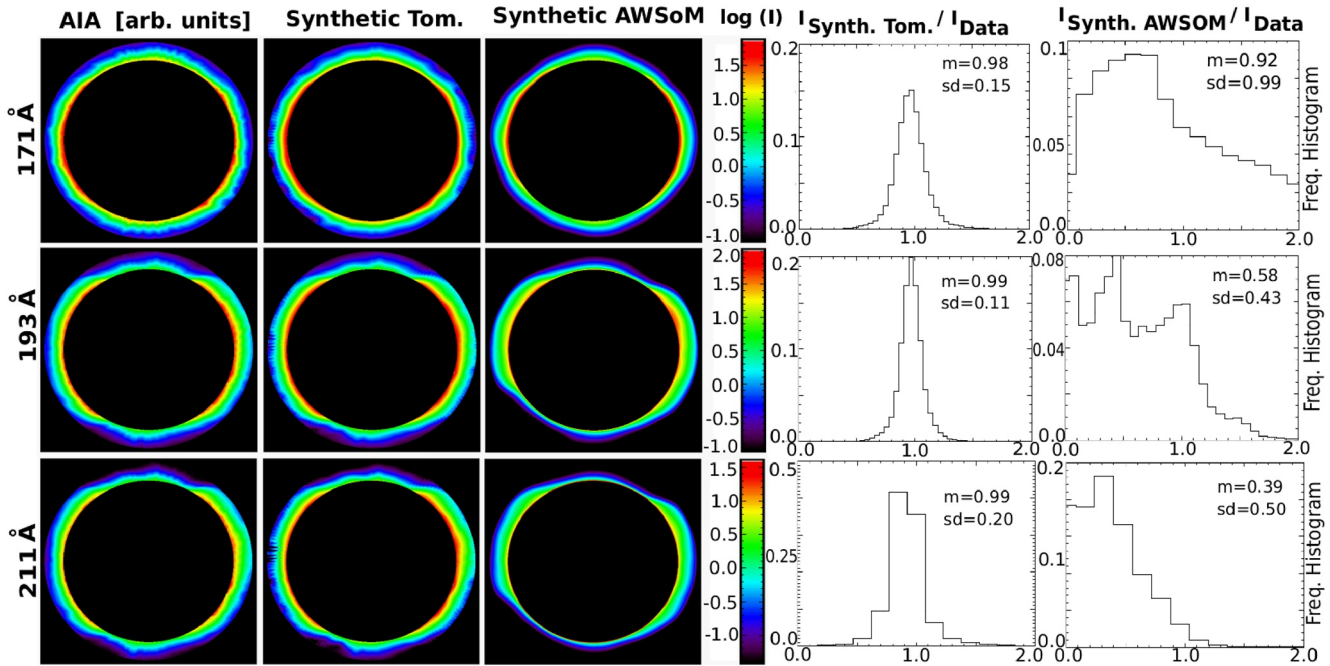 AIA [arb. units] Synthetic Tom. Synthetic AWSoM log (I) I Synth. Tom. / I Data I Synth. AWSOM / I Data
171 Å
1.5
1.0
0.5
0.0
-0.5
-1.0
0.2
0.1
0.0
0.0 1.0 2.0
m=0.98
sd=0.15
0.1
0.05
0.0
0.0 1.0 2.0
m=0.92
sd=0.99
Freq. Histogram
193 Å
2.0
1.5
1.0
0.5
0.0
-0.5
-1.0
0.2
0.1
0.0
0.0 1.0 2.0
m=0.99
sd=0.11
0.08
0.04
0.0
0.0 1.0 2.0
m=0.58
sd=0.43
Freq. Histogram
211 Å
1.5
1.0
0.5
0.0
-0.5
-1.0
0.5
0.25
0.0
0.0 1.0 2.0
m=0.99
sd=0.20
0.2
0.1
0.0
0.0 1.0 2.0
m=0.39
sd=0.50
Freq. Histogram